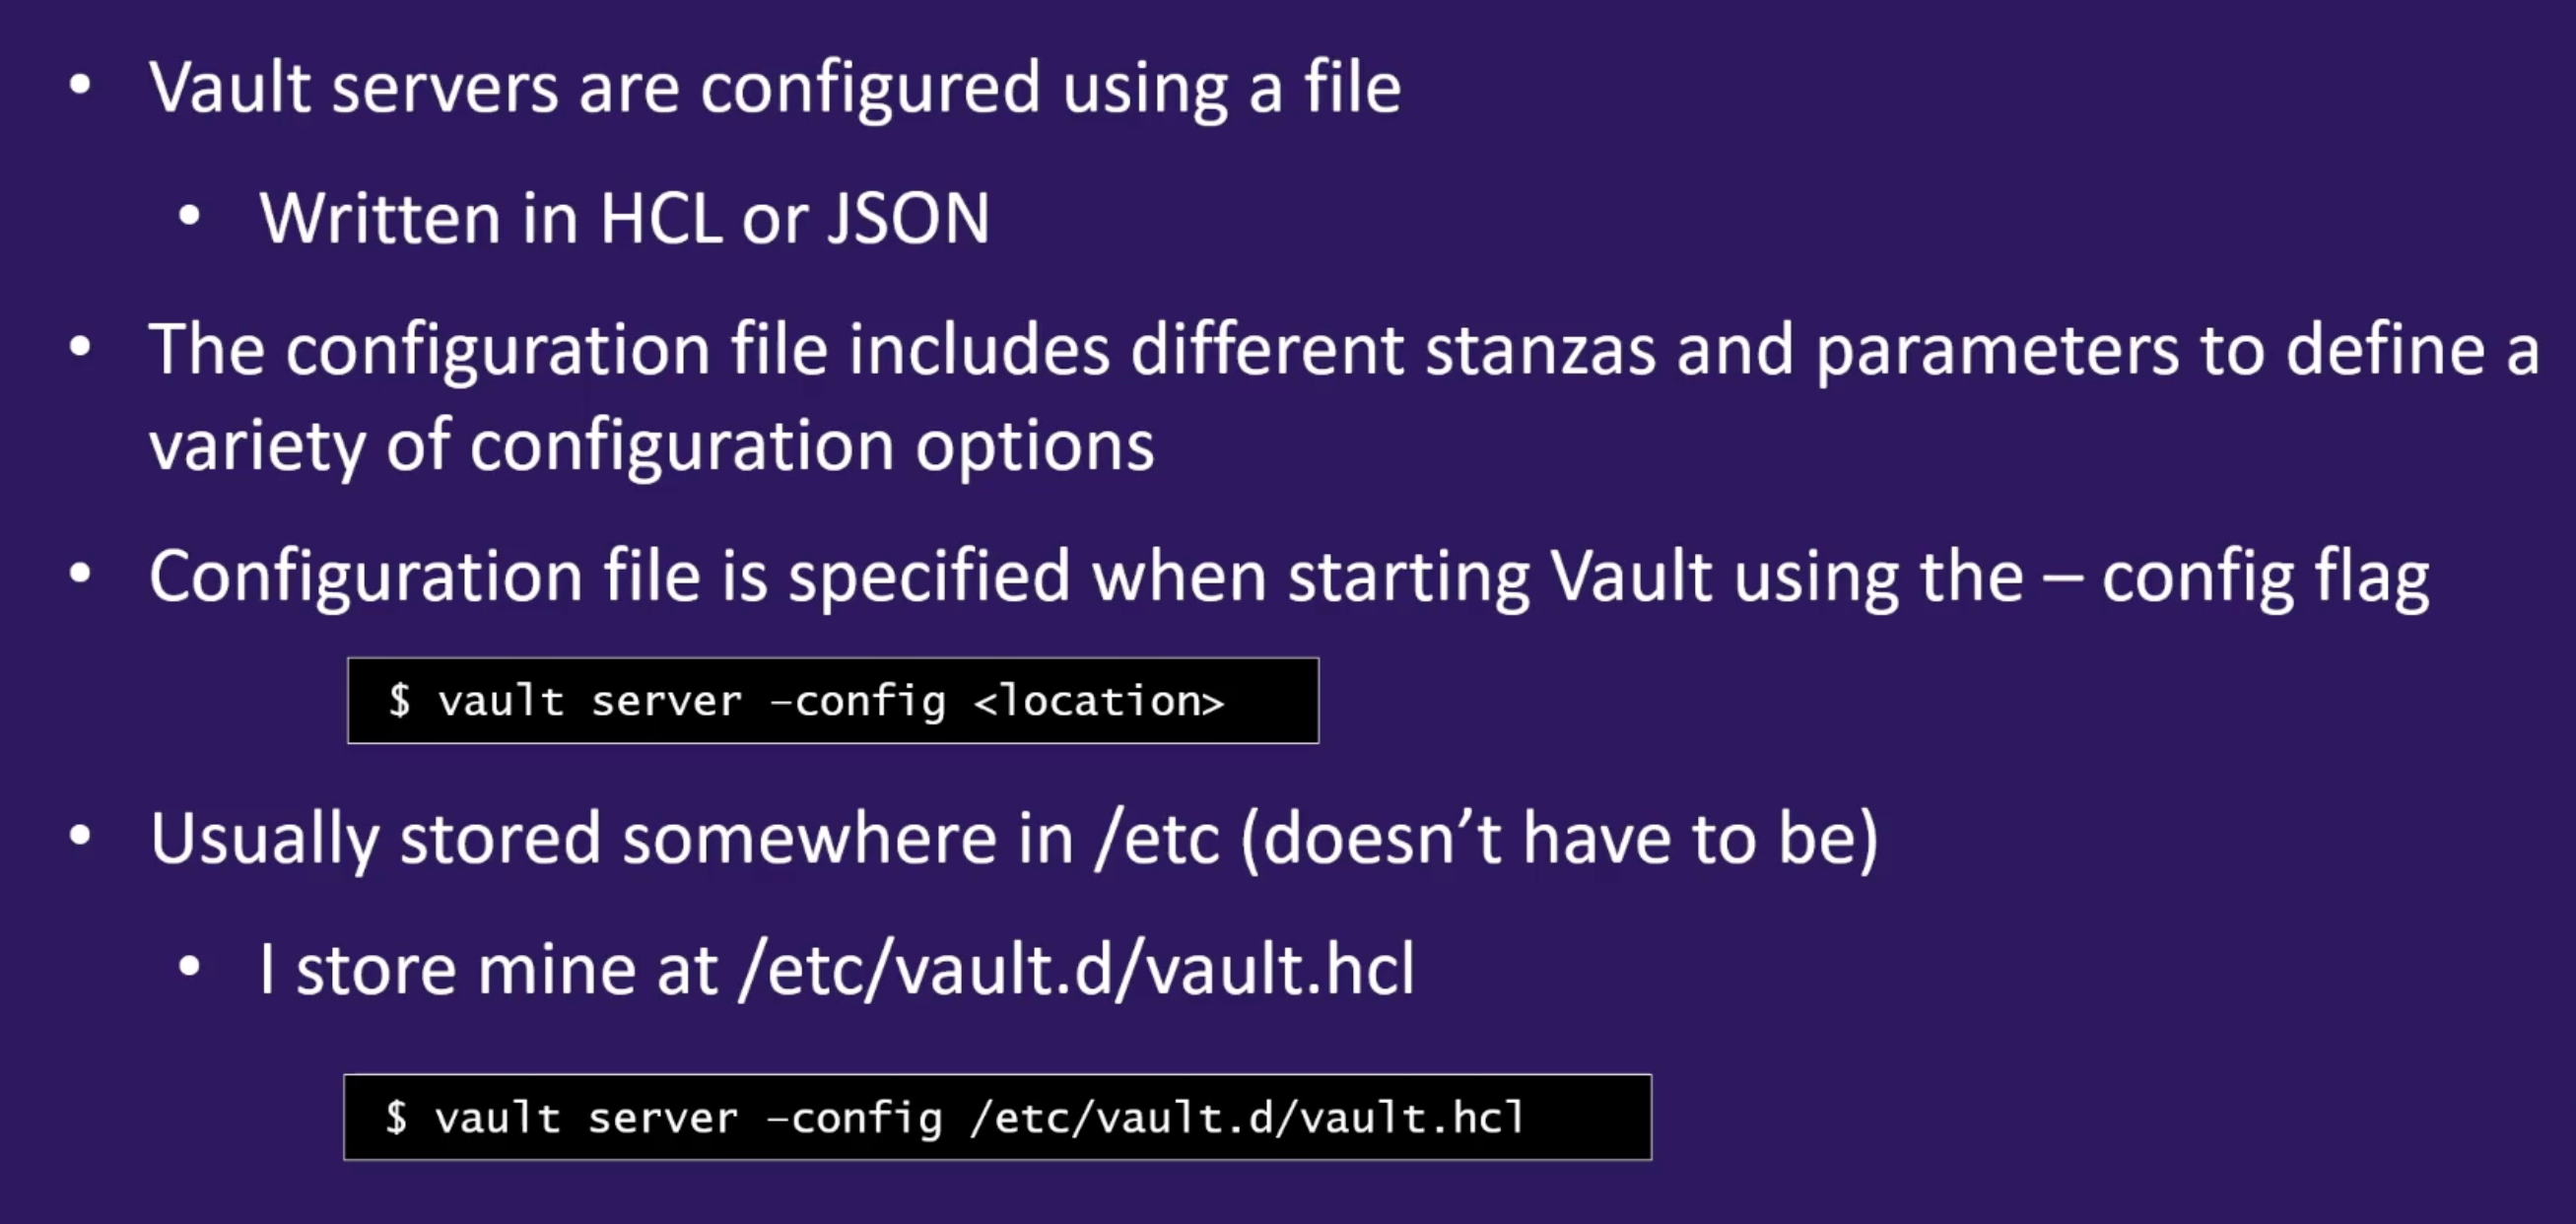 • Vault servers are configured using a file
• Written in HCL or JSON
• The configuration file includes different stanzas and parameters to define a
variety of configuration options
• Configuration file is specified when starting Vault using the – config flag
$ vault server –config <location>
• Usually stored somewhere in /etc (doesn’t have to be)
• I store mine at /etc/vault.d/vault.hcl
$ vault server –config /etc/vault.d/vault.hcl